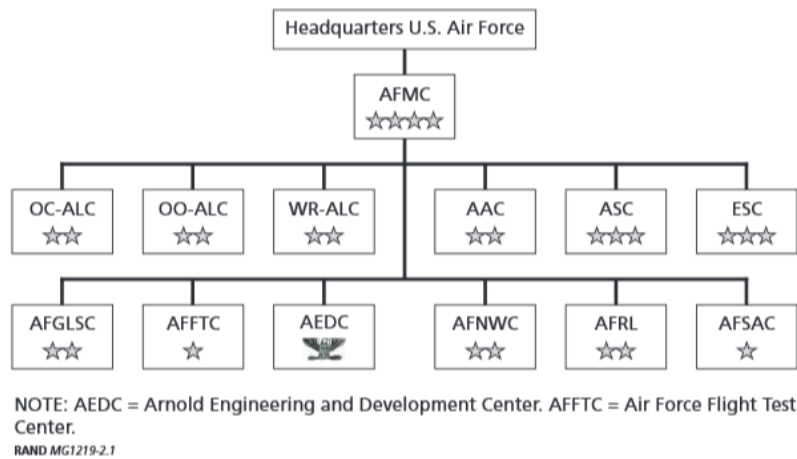 Headquarters U.S. Air Force
AFMC
OC-ALC
OO-ALC
WR-ALC
AAC
ASC
ESC
AFGLSC
AFFTC
AEDC
AFNWC
AFRL
AFSAC
NOTE: AEDC = Arnold Engineering and Development Center. AFFTC = Air Force Flight Test
Center.
RAND MG1219-2.1